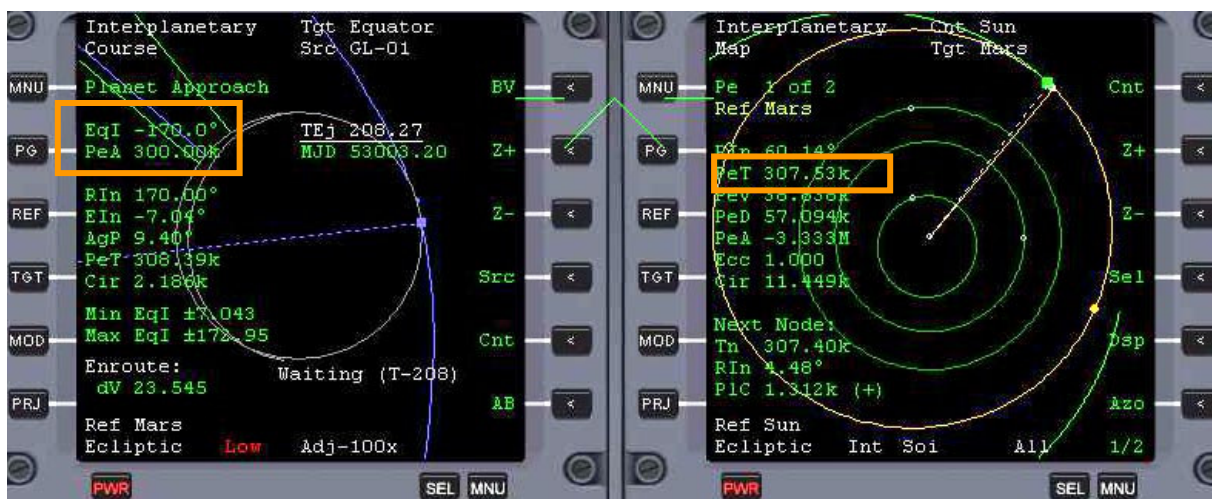 Interplanetary Tgt Equator
Course Src GL-01
MNU Planet Approach BV <
EqI -170.0° TEj 208.27
PG PeA 300.00k MJD 53003.20 Z+ <
RIn 170.00°
REF EIn -7.04° Z- <
AgP 9.40°
PeT 308.39k
TGT Cir 2.186k Src <
Min EqI ±7.043
MOD Max EqI ±172.95 Cnt <
Enroute: Waiting (T-208)
dV 23.545
PRJ AB <
Ref Mars
Ecliptic Low Adj-100x
PWR SEL MNU
Interplanetary Cnt Sun
Map Tgt Mars
MNU Pe 1 of 2 Cnt <
Ref Mars
PG 60.14° Z+ <
PeT 307.53k
REF PeV Z- <
PeD 57.094k
PeA -3.333M
TGT Ecc 1.000 Sel <
Cir 11.449k
Next Node:
MOD Tn 307.40k Dsp <
RIn 4.48°
PRJ PlC 1.312k (+) Azo <
Ref Sun
Ecliptic Int Soi All 1/2
PWR SEL MNU